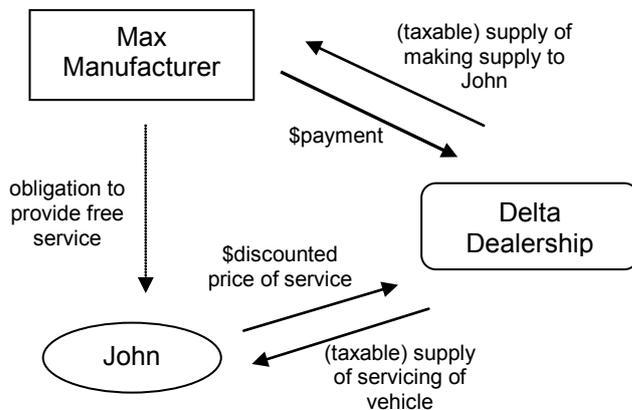 Max
Manufacturer
(taxable) supply of
making supply to
John
$payment
obligation to
provide free
service
Delta
Dealership
$discounted
price of service
John
(taxable) supply
of servicing of
vehicle